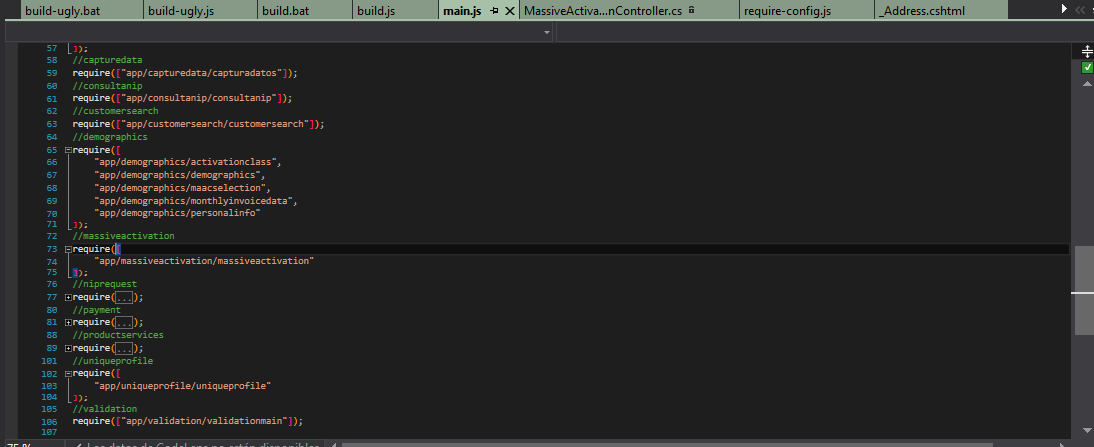 build-ugly.bat build-ugly.js build.bat build.js main.js MassiveActiva...nController.cs require-config.js _Address.cshtml
57 ]);
58 //capturedata
59 require(["app/capturedata/capturadatos"]);
60 //consultanip
61 require(["app/consultanip/consultanip"]);
62 //customersearch
63 require(["app/customersearch/customersearch"]);
64 //demographics
65 require([
66 "app/demographics/activationclass",
67 "app/demographics/demographics",
68 "app/demographics/maacselection",
69 "app/demographics/monthlyinvoicedata",
70 "app/demographics/personalinfo"
71 ]);
72 //massiveactivation
73 require([
74 "app/massiveactivation/massiveactivation"
75 ]);
76 //niprequest
77 require(...);
80 //payment
81 require(...);
88 //productservices
89 require(...);
101 //uniqueprofile
102 require([
103 "app/uniqueprofile/uniqueprofile"
104 ]);
105 //validation
106 require(["app/validation/validationmain"]);
107
75 % Los datos de CodeLens no están disponibles